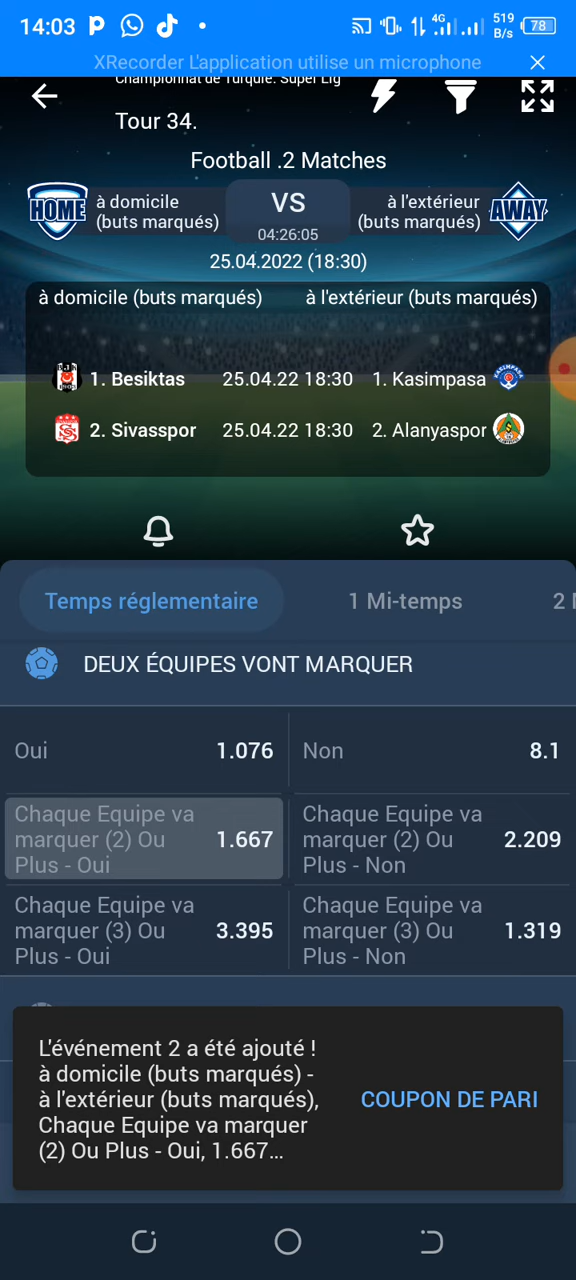 14:03
4G
519
B/s
78
XRecorder L'application utilise un microphone
Championnat de Turquie. Super Lig
Tour 34.
Football .2 Matches
HOME
à domicile
(buts marqués)
VS
04:26:05
à l'extérieur
(buts marqués)
AWAY
25.04.2022 (18:30)
à domicile (buts marqués) à l'extérieur (buts marqués)
1. Besiktas 25.04.22 18:30 1. Kasimpasa
2. Sivasspor 25.04.22 18:30 2. Alanyaspor
Temps réglementaire 1 Mi-temps 2
DEUX ÉQUIPES VONT MARQUER
Oui 1.076 Non 8.1
Chaque Equipe va
marquer (2) Ou
Plus - Oui
1.667
Chaque Equipe va
marquer (2) Ou
Plus - Non
2.209
Chaque Equipe va
marquer (3) Ou
Plus - Oui
3.395
Chaque Equipe va
marquer (3) Ou
Plus - Non
1.319
L'événement 2 a été ajouté !
à domicile (buts marqués) -
à l'extérieur (buts marqués),
Chaque Equipe va marquer
(2) Ou Plus - Oui, 1.667...
COUPON DE PARI